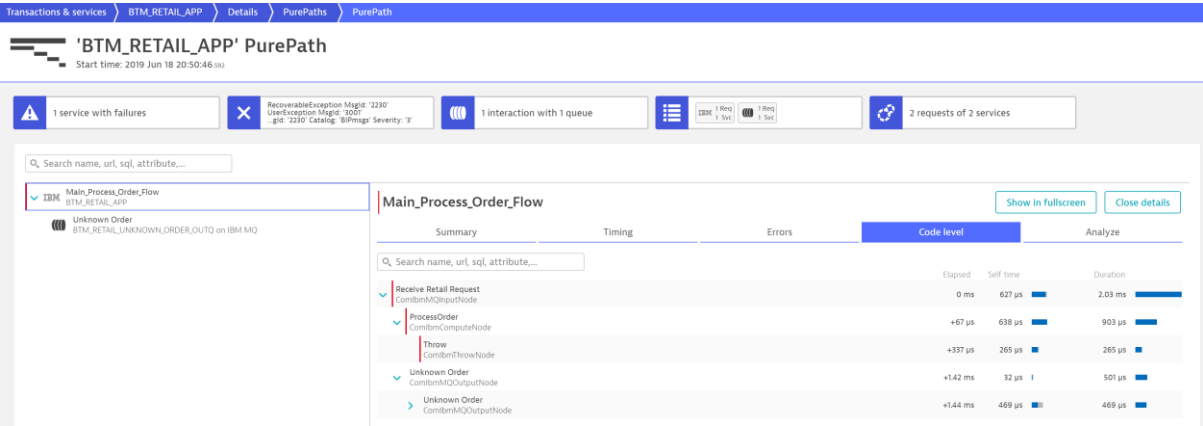 Transactions & services
BTM_RETAIL_APP
Details
PurePaths
PurePath
'BTM_RETAIL_APP' PurePath
Start time: 2019 Jun 18 20:50:46.592
1 service with failures
RecoverableException MsgId: '2230'
UserException MsgId: '3001'
...gId: '2230' Catalog: 'BIPmsgs' Severity: '3'
1 interaction with 1 queue
IBM 1 Req
1 Svc
1 Req
1 Svc
2 requests of 2 services
Search name, url, sql, attribute,...
IBM
Main_Process_Order_Flow
BTM_RETAIL_APP
Unknown Order
BTM_RETAIL_UNKNOWN_ORDER_OUTQ on IBM MQ
Main_Process_Order_Flow
Show in fullscreen
Close details
Summary
Timing
Errors
Code level
Analyze
Search name, url, sql, attribute,...
Elapsed Self time Duration
Receive Retail Request
ComIbmMQInputNode
0 ms 627 µs 2.03 ms
ProcessOrder
ComIbmComputeNode
+67 µs 638 µs 903 µs
Throw
ComIbmThrowNode
+337 µs 265 µs 265 µs
Unknown Order
ComIbmMQOutputNode
+1.42 ms 32 µs 501 µs
Unknown Order
ComIbmMQOutputNode
+1.44 ms 469 µs 469 µs